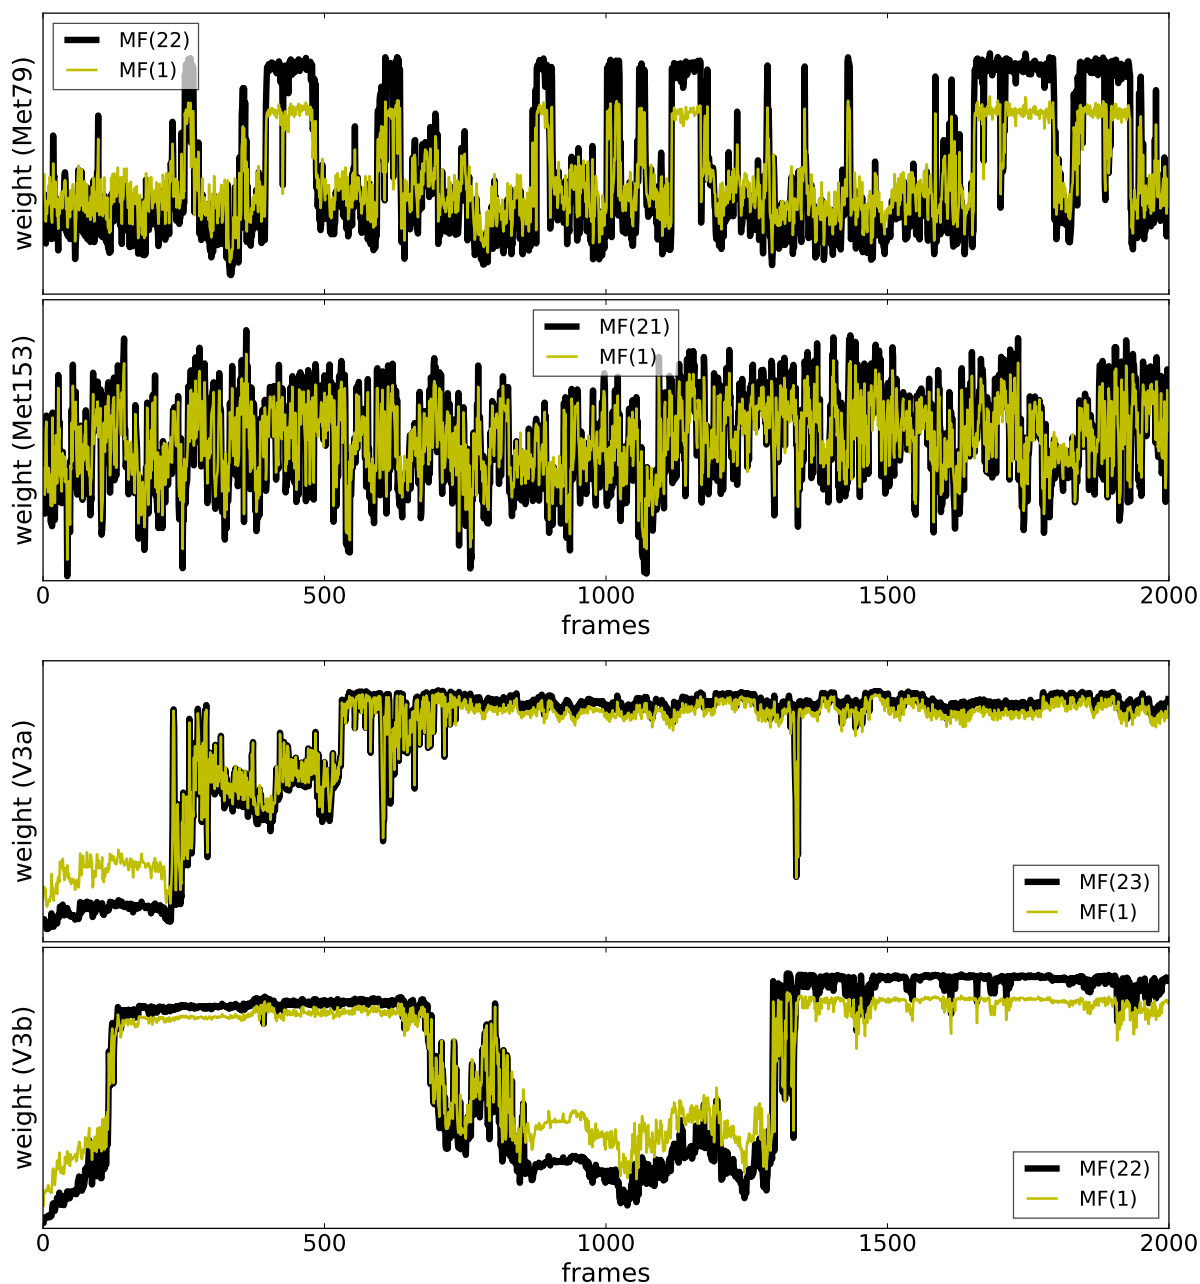 weight (Met79)
MF(22)
MF(1)
weight (Met153)
MF(21)
MF(1)
0 500 1000 1500 2000
frames
weight (V3a)
MF(23)
MF(1)
weight (V3b)
MF(22)
MF(1)
0 500 1000 1500 2000
frames